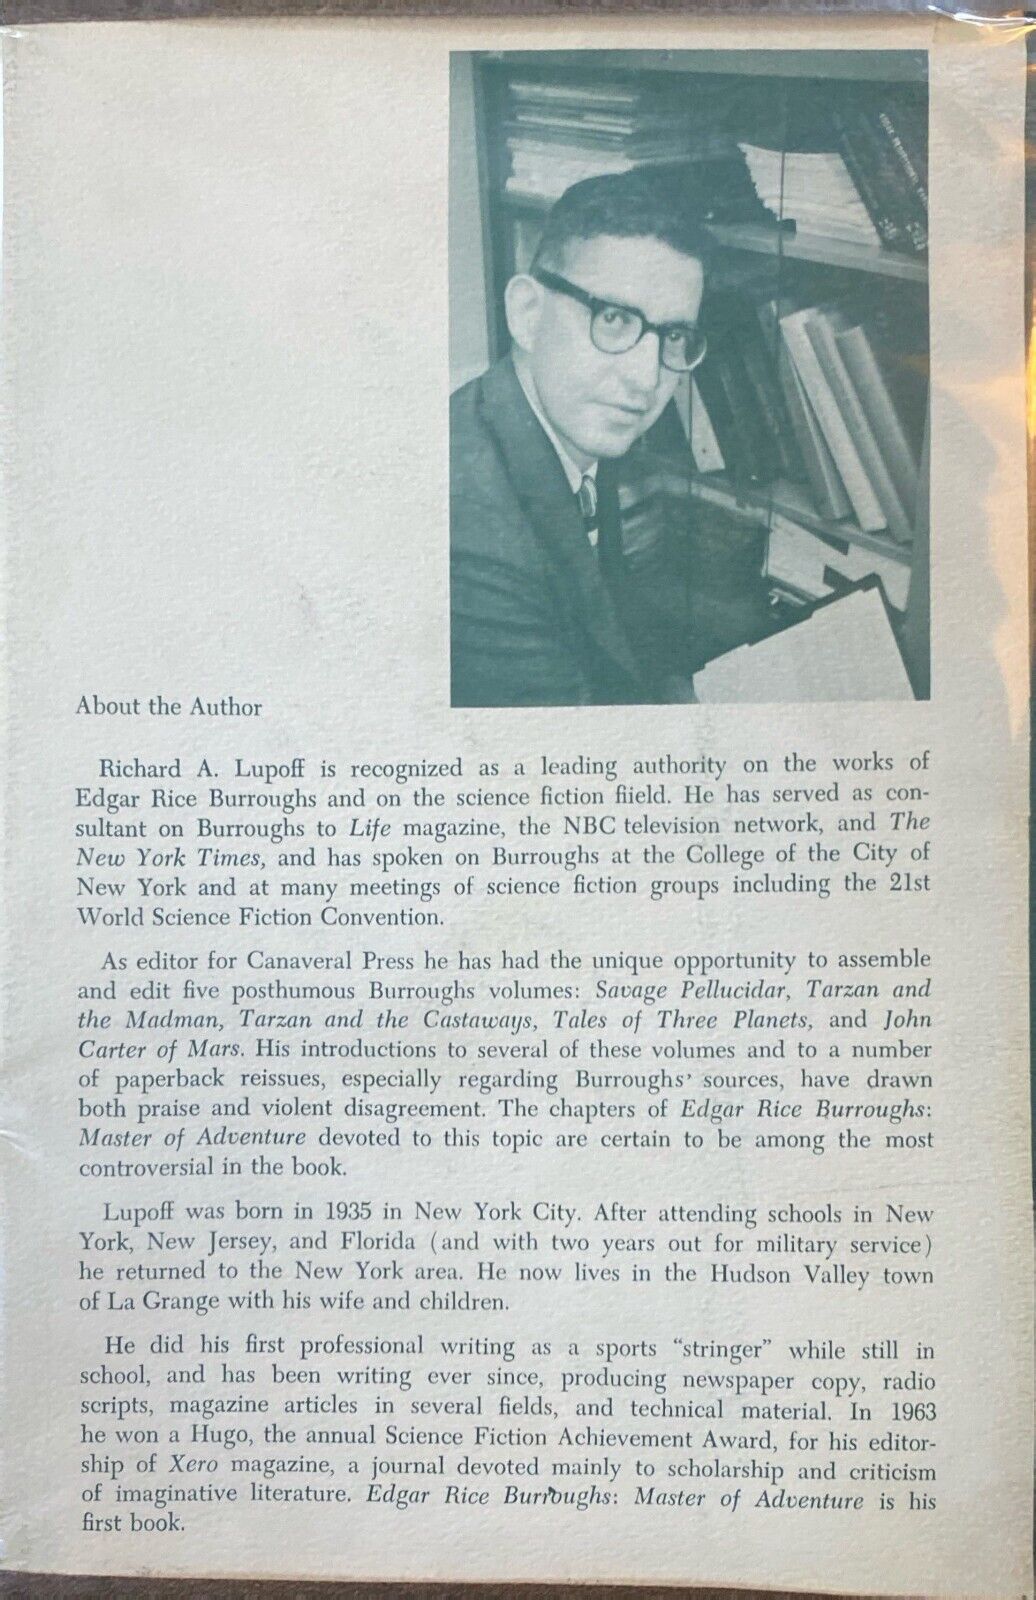 About the Author
Richard A. Lupoff is recognized as a leading authority on the works of
Edgar Rice Burroughs and on the science fiction fiield. He has served as con-
sultant on Burroughs to Life magazine, the NBC television network, and The
New York Times, and has spoken on Burroughs at the College of the City of
New York and at many meetings of science fiction groups including the 21st
World Science Fiction Convention.
As editor for Canaveral Press he has had the unique opportunity to assemble
and edit five posthumous Burroughs volumes: Savage Pellucidar, Tarzan and
the Madman, Tarzan and the Castaways, Tales of Three Planets, and John
Carter of Mars. His introductions to several of these volumes and to a number
of paperback reissues, especially regarding Burroughs' sources, have drawn
both praise and violent disagreement. The chapters of Edgar Rice Burroughs:
Master of Adventure devoted to this topic are certain to be among the most
controversial in the book.
Lupoff was born in 1935 in New York City. After attending schools in New
York, New Jersey, and Florida (and with two years out for military service)
he returned to the New York area. He now lives in the Hudson Valley town
of La Grange with his wife and children.
He did his first professional writing as a sports "stringer" while still in
school, and has been writing ever since, producing newspaper copy, radio
scripts, magazine articles in several fields, and technical material. In 1963
he won a Hugo, the annual Science Fiction Achievement Award, for his editor-
ship of Xero magazine, a journal devoted mainly to scholarship and criticism
of imaginative literature. Edgar Rice Burroughs: Master of Adventure is his
first book.